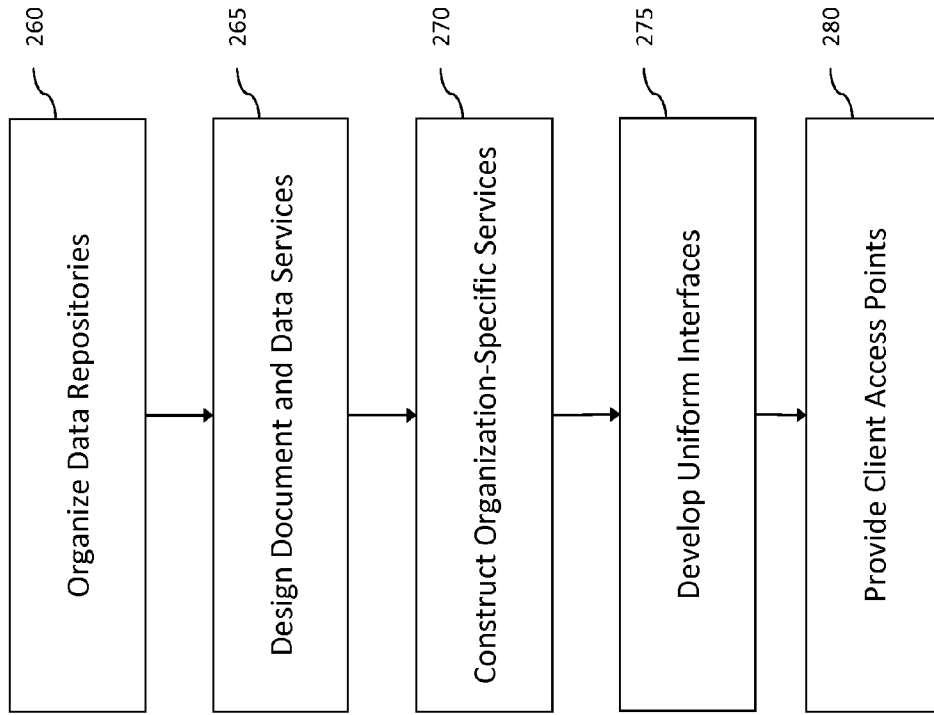 Organize Data Repositories
260
Design Document and Data Services
265
Construct Organization-Specific Services
270
Develop Uniform Interfaces
275
Provide Client Access Points
280